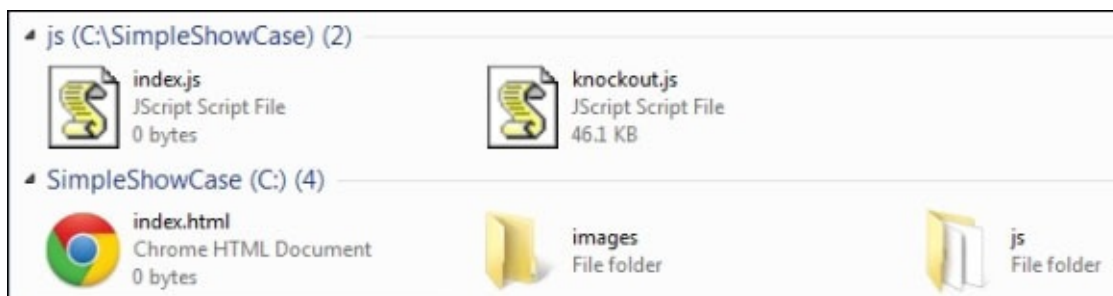 js (C:\SimpleShowCase) (2)
index.js
JScript Script File
0 bytes
knockout.js
JScript Script File
46.1 KB
SimpleShowCase (C:) (4)
index.html
Chrome HTML Document
0 bytes
images
File folder
js
File folder